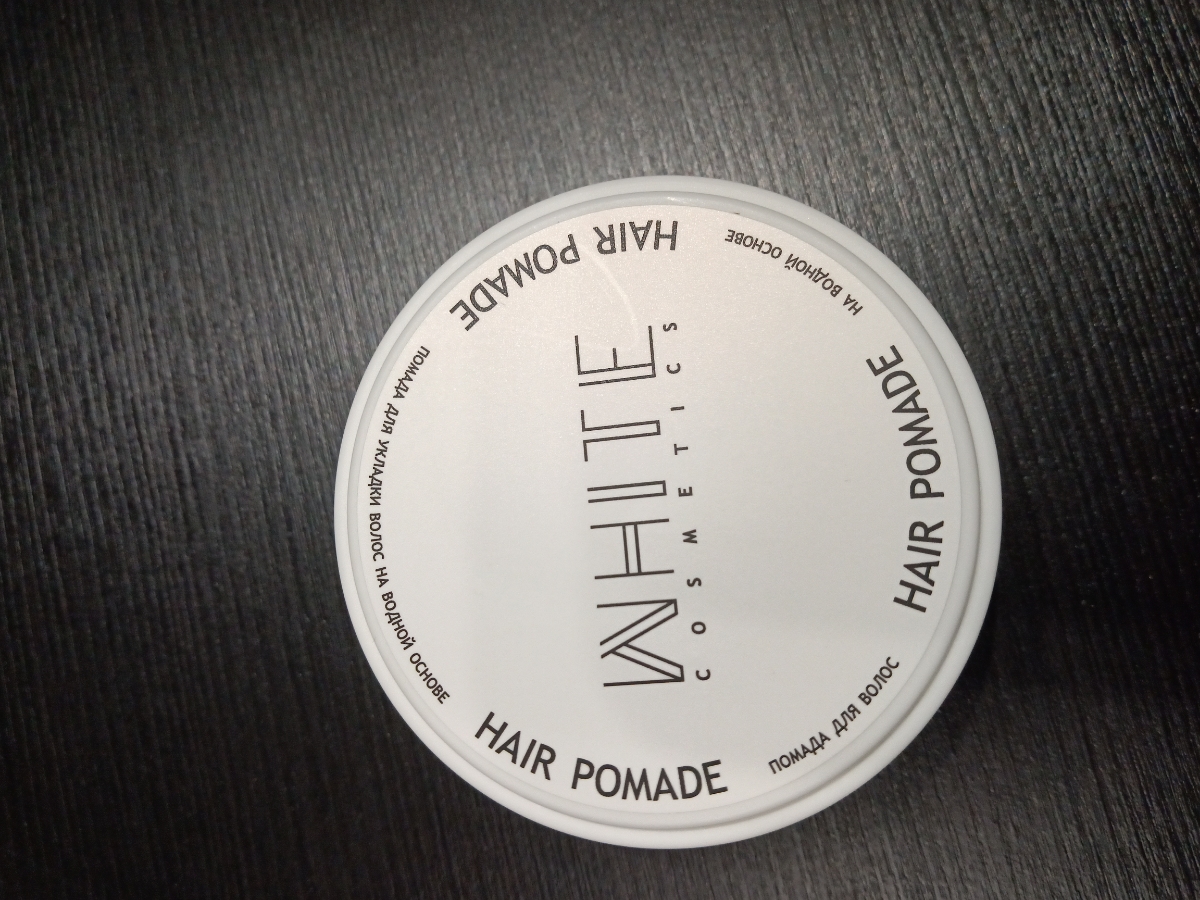 WHITE
COSMETICS
HAIR POMADE
ПОМАДА ДЛЯ УКЛАДКИ ВОЛОС НА ВОДНОЙ ОСНОВЕ
HAIR POMADE
ПОМАДА ДЛЯ ВОЛОС
HAIR POMADE
НА ВОДНОЙ ОСНОВЕ